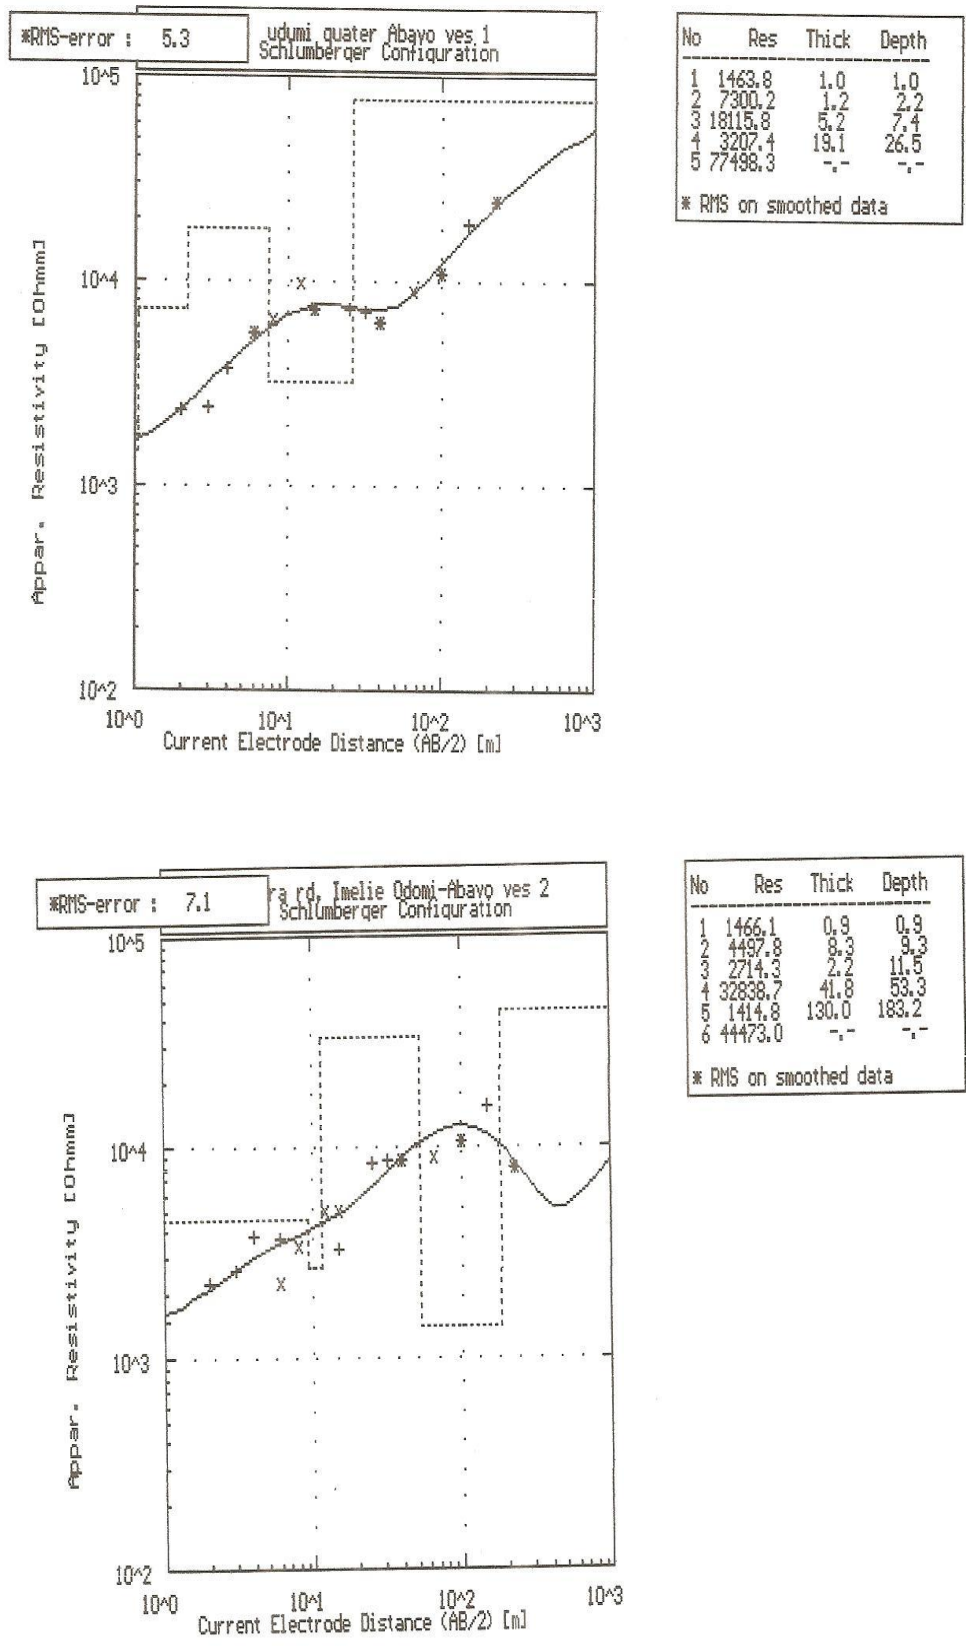 *RMS-error : 5.3
udumi quater Abayo ves 1
Schlumberger Configuration
No Res Thick Depth
1 1463.8 1.0 1.0
2 7300.2 1.2 2.2
3 18115.8 5.2 7.4
4 3207.4 19.1 26.5
5 77498.3 -.- -.-
* RMS on smoothed data
10^5
10^4
10^3
10^2
Appar. Resistivity [Ohmm]
10^0 10^1 10^2 10^3
Current Electrode Distance (AB/2) [m]
*RMS-error : 7.1
ra rd, Imelie Odomi-Abayo ves 2
Schlumberger Configuration
No Res Thick Depth
1 1466.1 0.9 0.9
2 4497.8 8.3 9.3
3 2714.3 2.2 11.5
4 32838.7 41.8 53.3
5 1414.8 130.0 183.2
6 44473.0 -.- -.-
* RMS on smoothed data
10^5
10^4
10^3
10^2
Appar. Resistivity [Ohmm]
10^0 10^1 10^2 10^3
Current Electrode Distance (AB/2) [m]